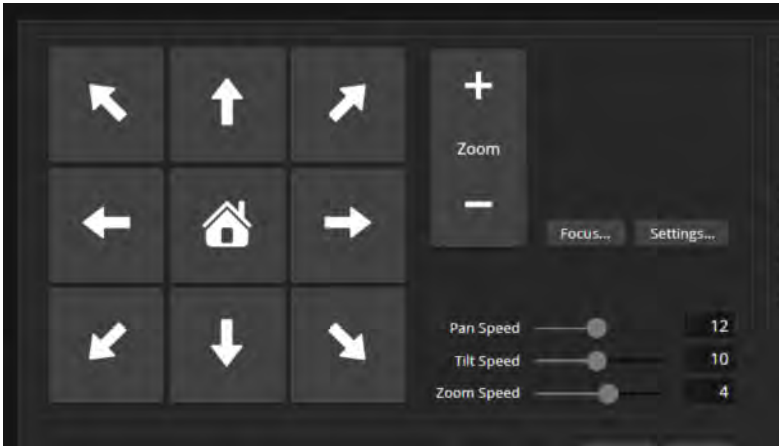 +
Zoom
−
Focus...
Settings...
Pan Speed 12
Tilt Speed 10
Zoom Speed 4